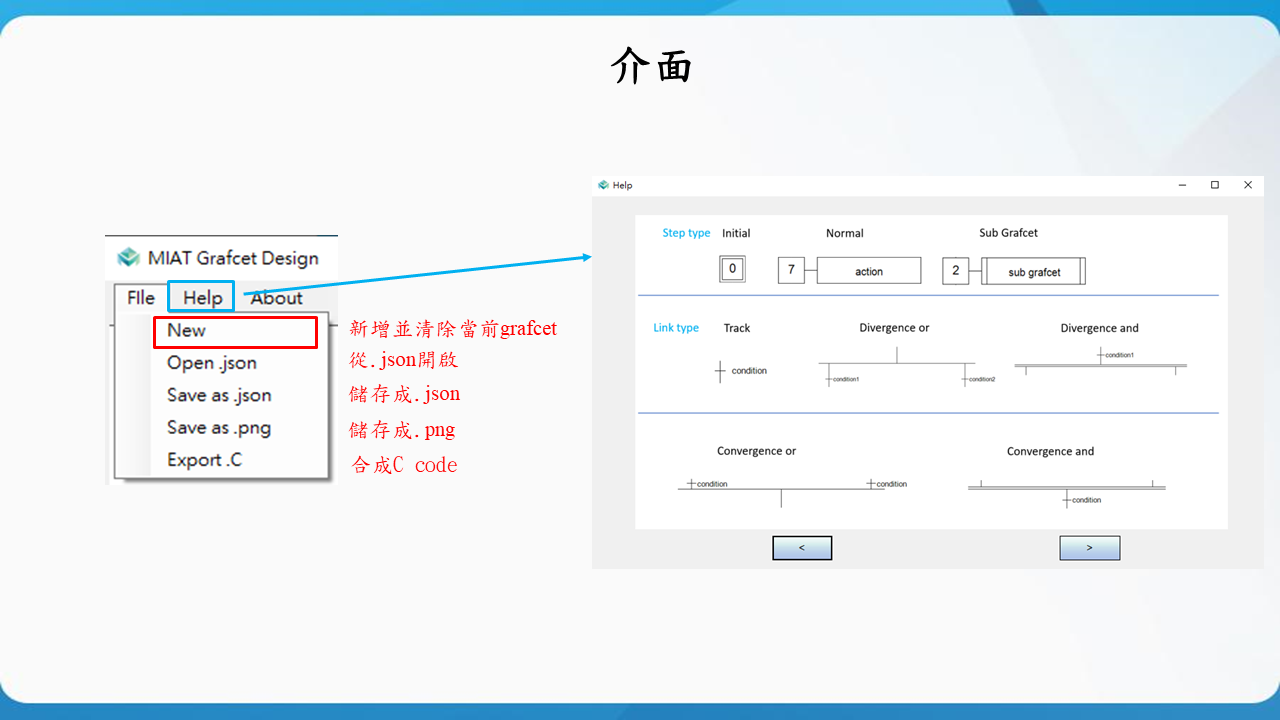 介面
MIAT Grafcet Design
FIle Help About
New 新增並清除當前grafcet
Open .json 從.json開啟
Save as .json 儲存成.json
Save as .png 儲存成.png
Export .C 合成C code
Help
Step type Initial Normal Sub Grafcet
0 7 action 2 sub grafcet
Link type Track Divergence or Divergence and
condition condition1 condition2 condition1
Convergence or Convergence and
condition condition condition
< >